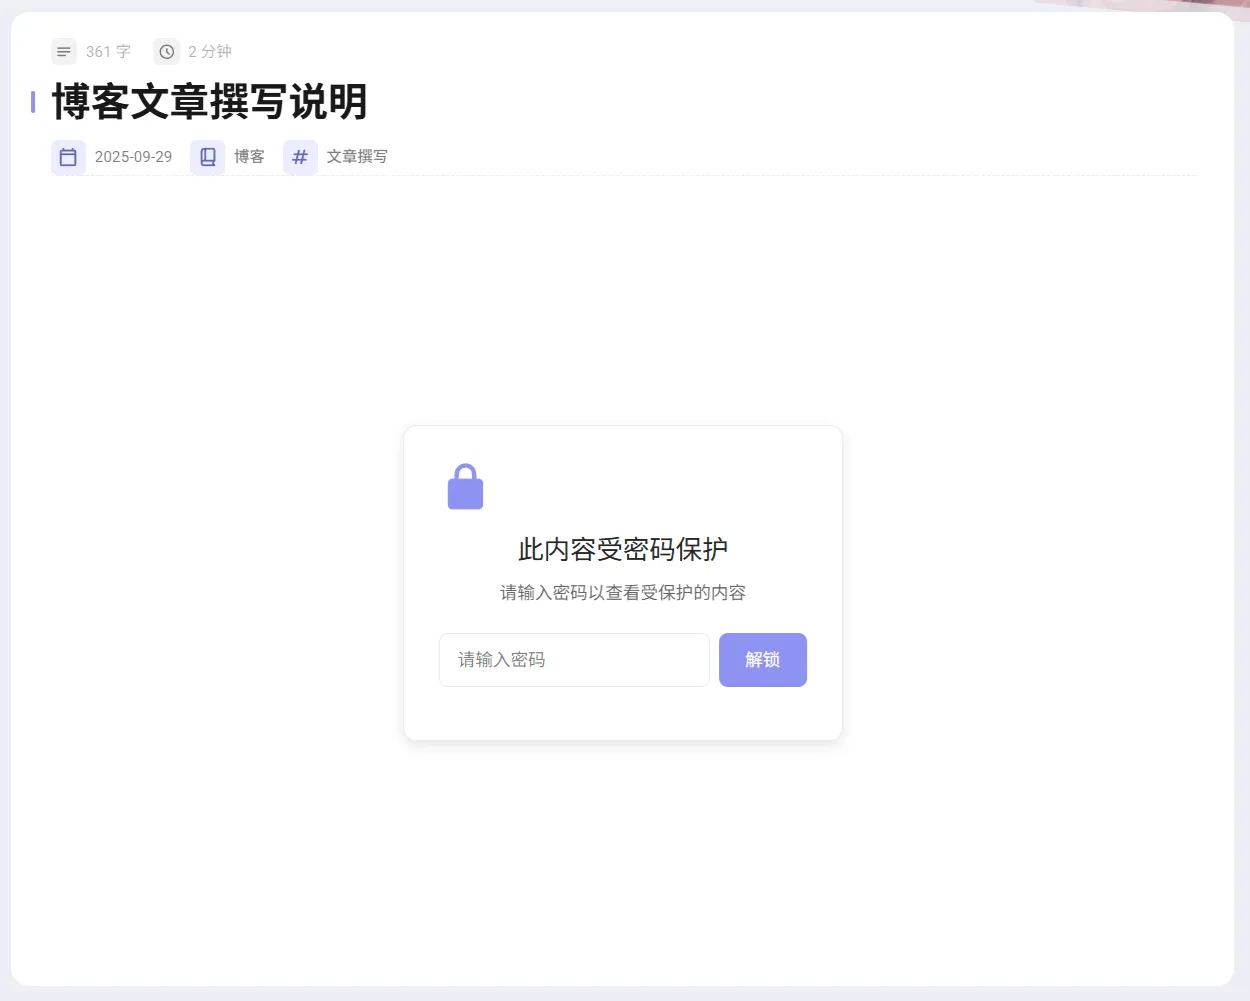 361 字 2 分钟
博客文章撰写说明
2025-09-29 博客 # 文章撰写
此内容受密码保护
请输入密码以查看受保护的内容
请输入密码 解锁